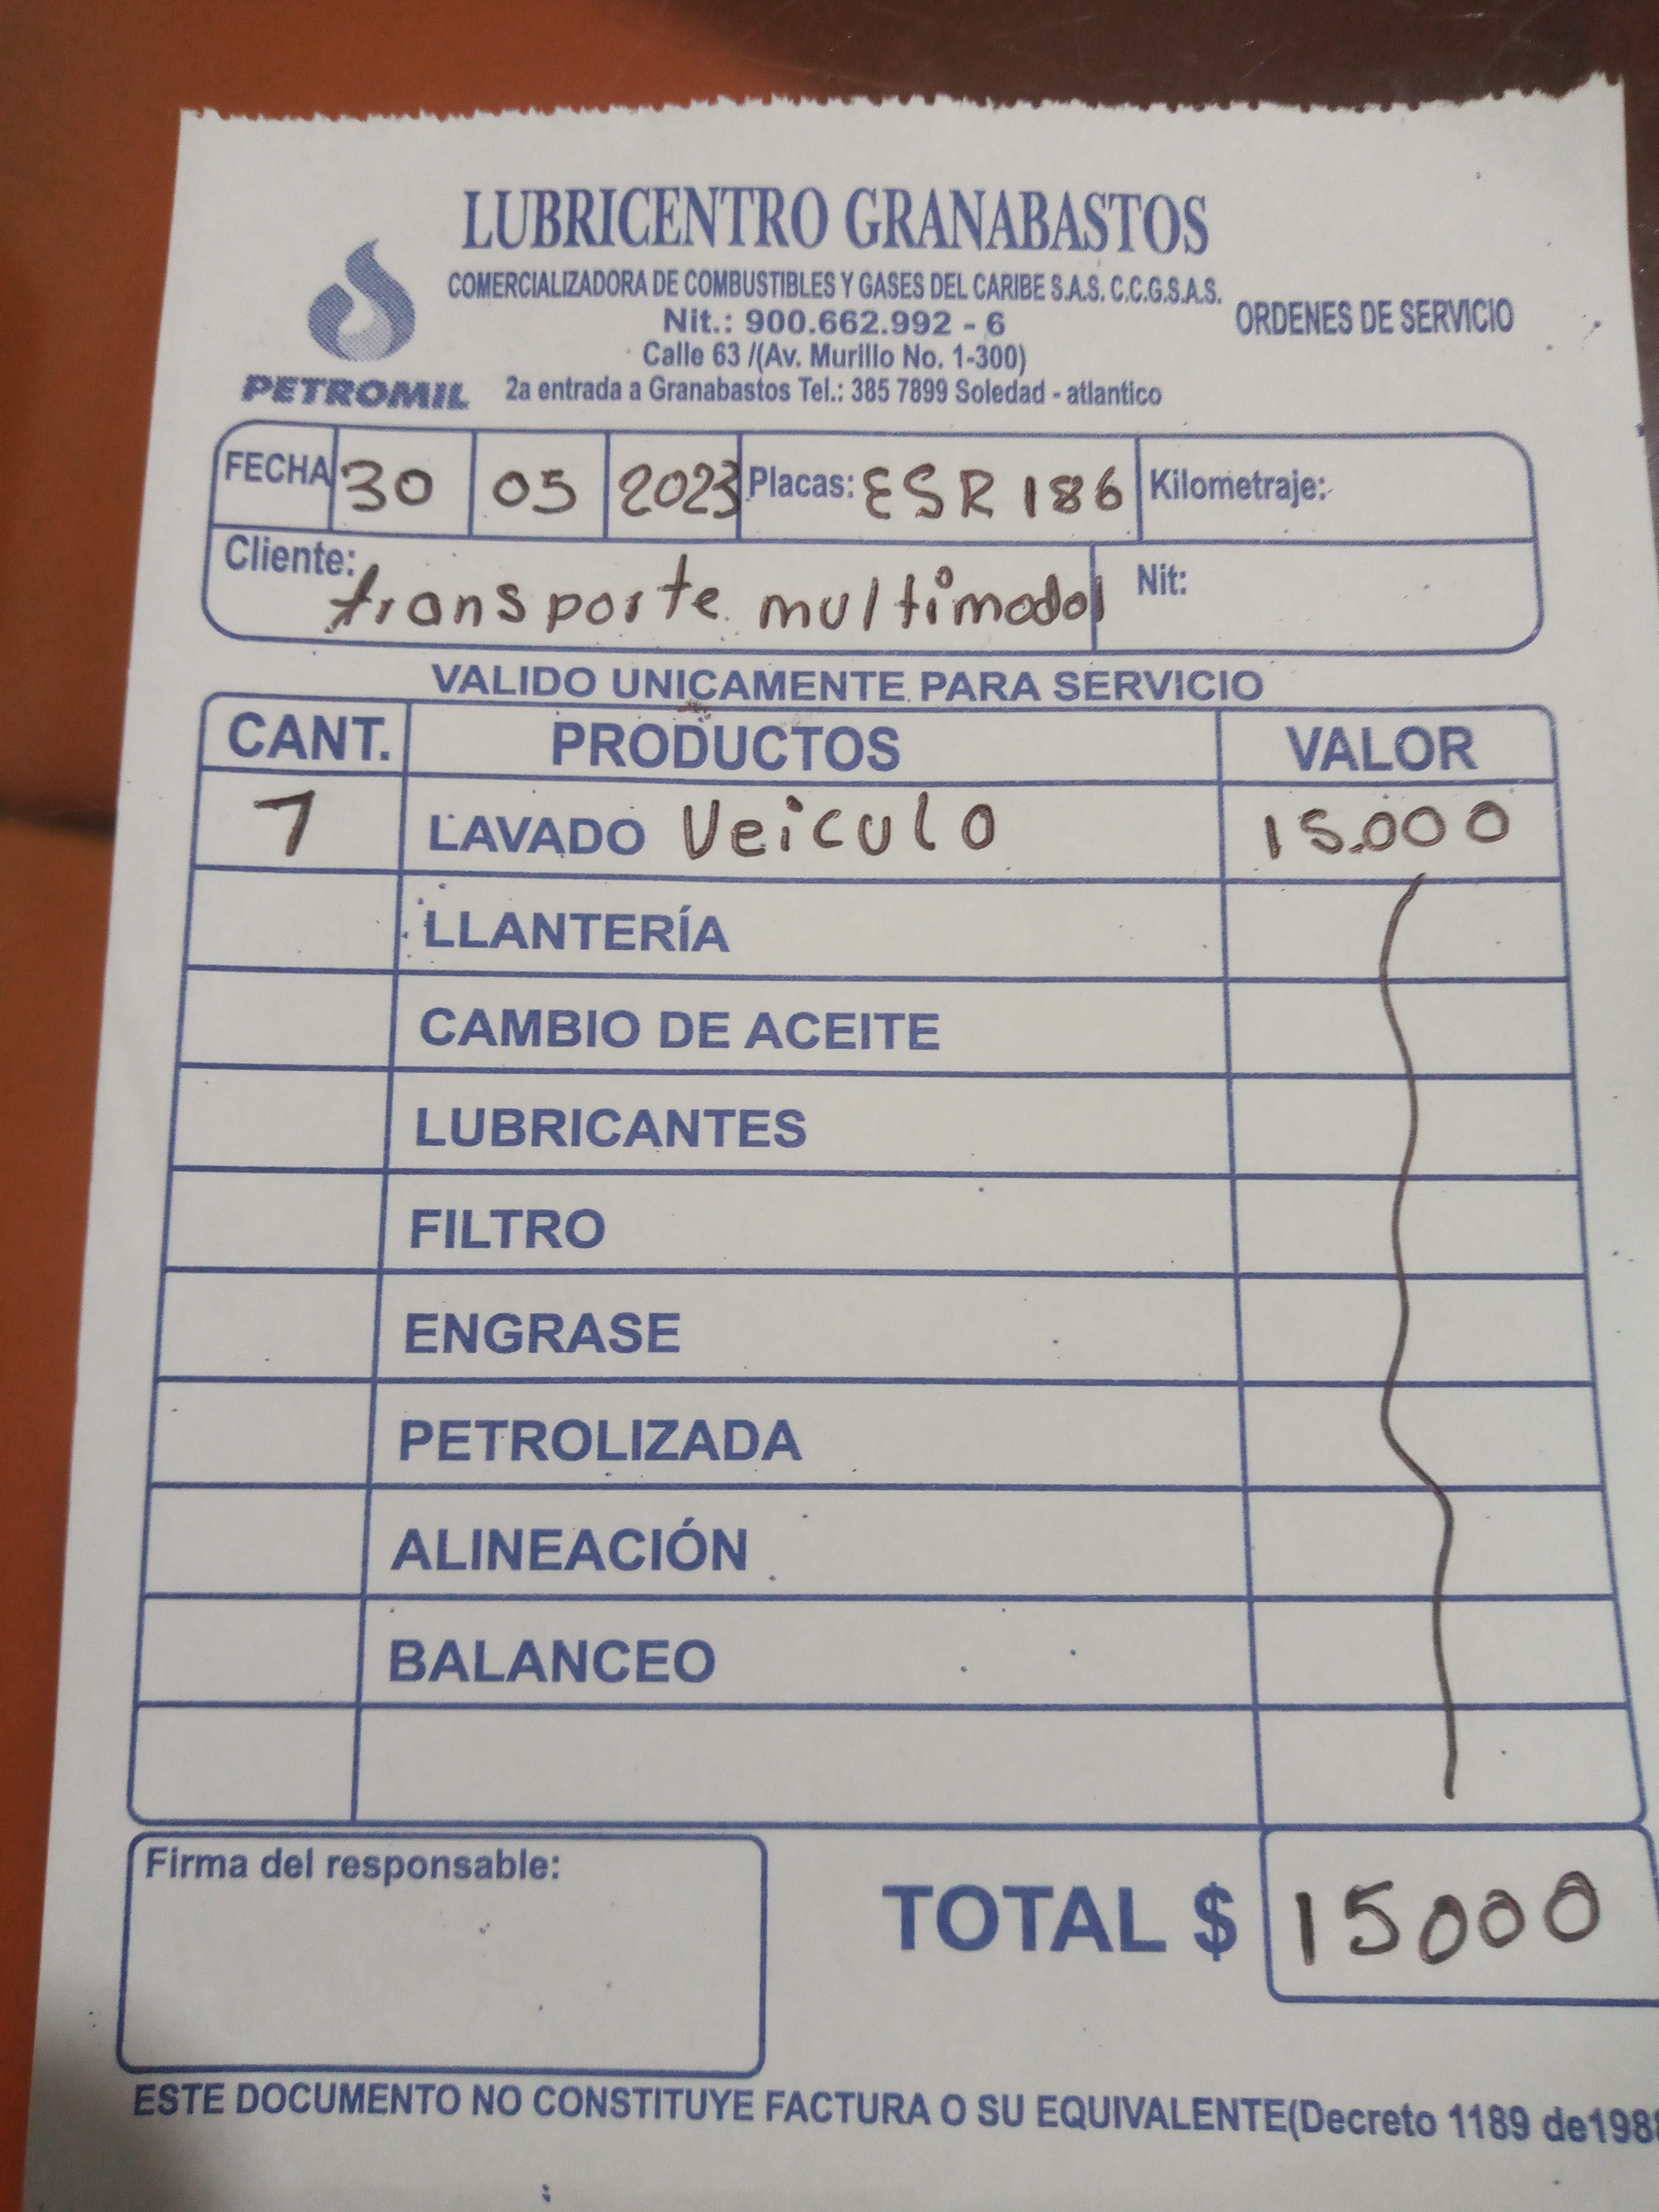 LUBRICENTRO GRANABASTOS
COMERCIALIZADORA DE COMBUSTIBLES Y GASES DEL CARIBE S.A.S. C.C.G.S.A.S.
Nit.: 900.662.992 - 6
ORDENES DE SERVICIO
Calle 63 /(Av. Murillo No. 1-300)
PETROMIL
2a entrada a Granabastos Tel.: 385 7899 Soledad - atlantico
FECHA 30 05 2023 Placas: ESR 186 Kilometraje:
Cliente: transporte multimodal Nit:
VALIDO UNICAMENTE PARA SERVICIO
CANT. PRODUCTOS VALOR
1 LAVADO Veiculo 15.000
LLANTERÍA
CAMBIO DE ACEITE
LUBRICANTES
FILTRO
ENGRASE
PETROLIZADA
ALINEACIÓN
BALANCEO
Firma del responsable:
TOTAL $ 15000
ESTE DOCUMENTO NO CONSTITUYE FACTURA O SU EQUIVALENTE(Decreto 1189 de198